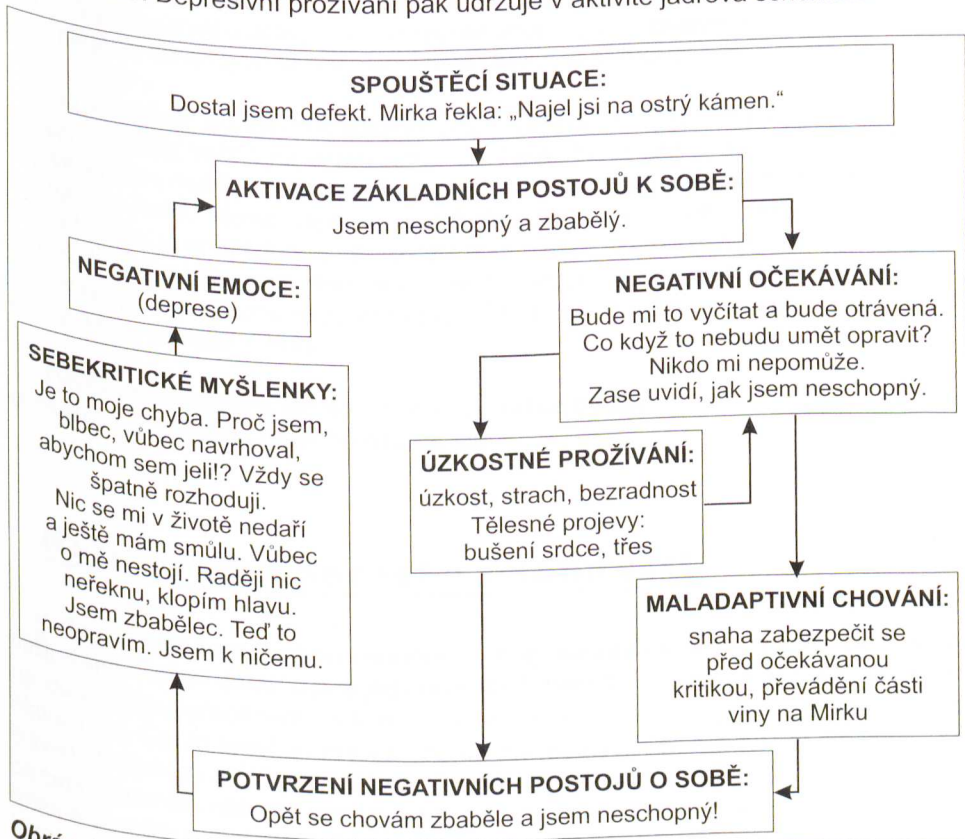 Depresivní prožívání pak udržuje v aktivitě jádrová
SPOUŠTĚCÍ SITUACE:
Dostal jsem defekt. Mirka řekla: „Najel jsi na ostrý kámen.“
AKTIVACE ZÁKLADNÍCH POSTOJŮ K SOBĚ:
Jsem neschopný a zbabělý.
NEGATIVNÍ OČEKÁVÁNÍ:
Bude mi to vyčítat a bude otrávená.
Co když to nebudu umět opravit?
Nikdo mi nepomůže.
Zase uvidí, jak jsem neschopný.
ÚZKOSTNÉ PROŽÍVÁNÍ:
úzkost, strach, bezradnost
Tělesné projevy:
bušení srdce, třes
MALADAPTIVNÍ CHOVÁNÍ:
snaha zabezpečit se
před očekávanou
kritikou, převádění části
viny na Mirku
POTVRZENÍ NEGATIVNÍCH POSTOJŮ O SOBĚ:
Opět se chovám zbaběle a jsem neschopný!
SEBEKRITICKÉ MYŠLENKY:
Je to moje chyba. Proč jsem,
blbec, vůbec navrhoval,
abychom sem jeli!? Vždy se
špatně rozhoduji.
Nic se mi v životě nedaří
a ještě mám smůlu. Vůbec
o mě nestojí. Raději nic
neřeknu, klopím hlavu.
Jsem zbabělec. Teď to
neopravím. Jsem k ničemu.
NEGATIVNÍ EMOCE:
(deprese)